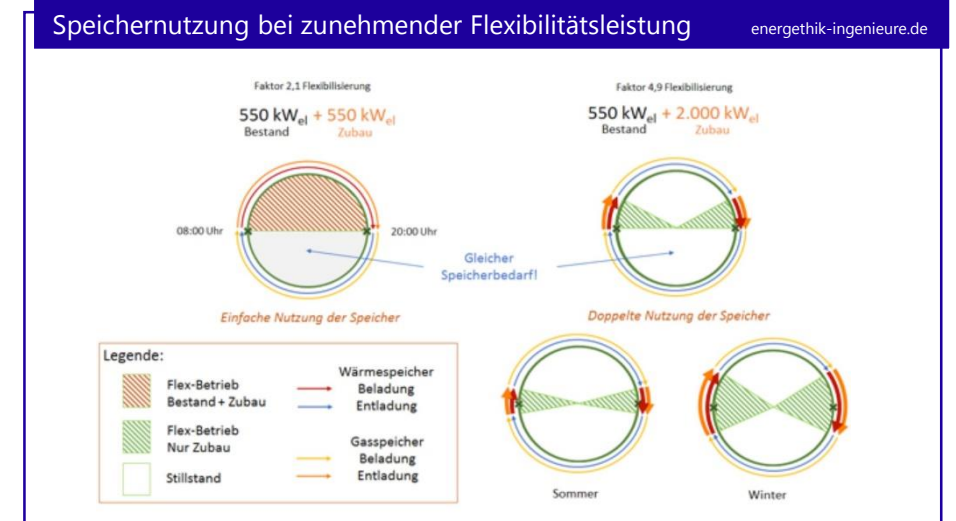 Speichernutzung bei zunehmender Flexibilitätsleistung
energethik-ingenieure.de
Faktor 2,1 Flexibilisierung
550 kWel + 550 kWel
Bestand Zubau
08:00 Uhr
20:00 Uhr
Einfache Nutzung der Speicher
Gleicher
Speicherbedarf!
Faktor 4,9 Flexibilisierung
550 kWel + 2.000 kWel
Bestand Zubau
Doppelte Nutzung der Speicher
Legende:
Flex-Betrieb
Bestand + Zubau
Flex-Betrieb
Nur Zubau
Stillstand
Wärmespeicher
Beladung
Entladung
Gasspeicher
Beladung
Entladung
Sommer
Winter